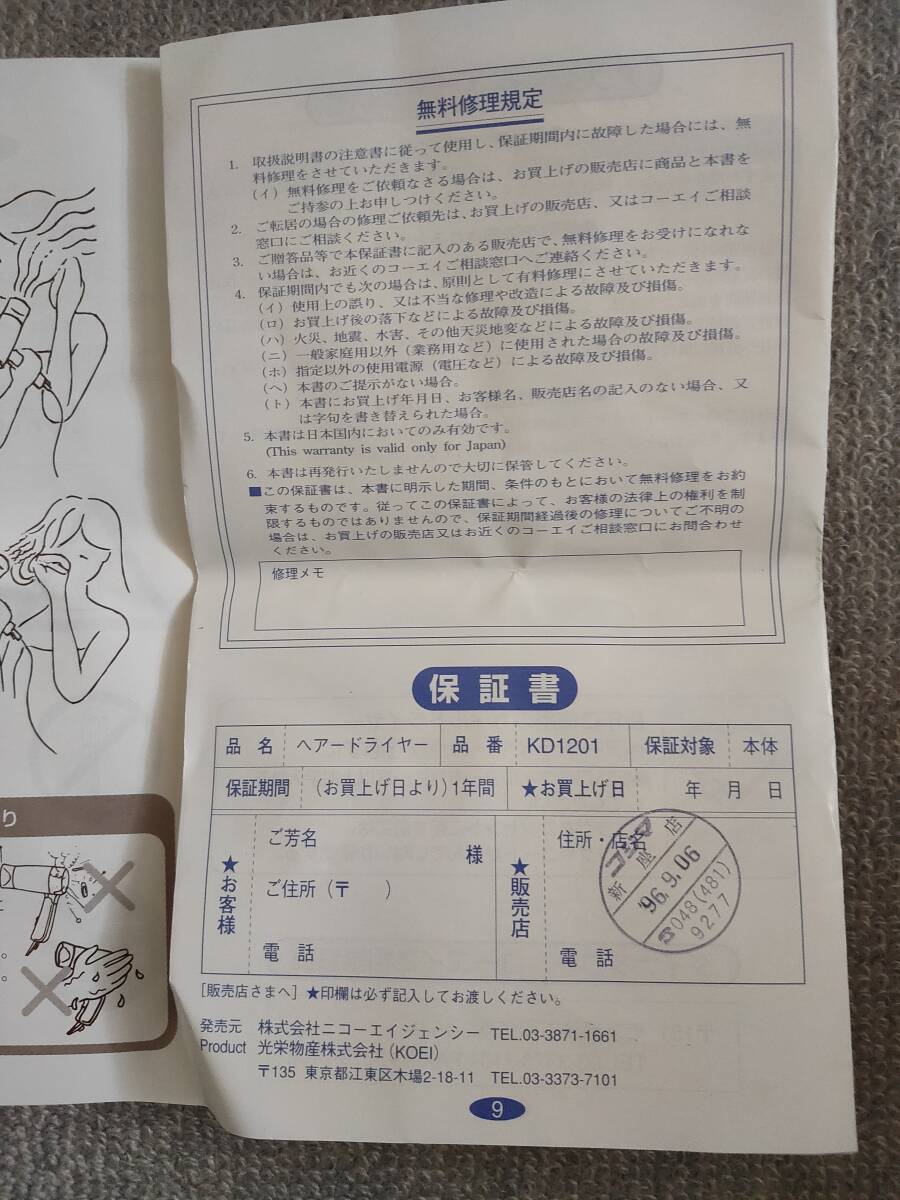 無料修理規定
1. 取扱説明書の注意書に従って使用し、保証期間内に故障した場合には、無
料修理をさせていただきます。
(イ) 無料修理をご依頼なさる場合は、お買上げの販売店に商品と本書を
ご持参の上お申しつけください。
2. ご転居の場合の修理ご依頼先は、お買上げの販売店、又はコーエイご相談
窓口にご相談ください。
3. ご贈答品等で本保証書に記入のある販売店で、無料修理をお受けになれな
い場合は、お近くのコーエイご相談窓口へご連絡ください。
4. 保証期間内でも次の場合は、原則として有料修理にさせていただきます。
(イ) 使用上の誤り、又は不当な修理や改造による故障及び損傷。
(ロ) お買上げ後の落下などによる故障及び損傷。
(ハ) 火災、地震、水害、その他天災地変などによる故障及び損傷。
(ニ) 一般家庭用以外(業務用など)に使用された場合の故障及び損傷。
(ホ) 指定以外の使用電源(電圧など)による故障及び損傷。
(ヘ) 本書のご提示がない場合。
(ト) 本書にお買上げ年月日、お客様名、販売店名の記入のない場合、又
は字句を書き替えられた場合。
5. 本書は日本国内においてのみ有効です。
(This warranty is valid only for Japan)
6. 本書は再発行いたしませんので大切に保管してください。
■この保証書は、本書に明示した期間、条件のもとにおいて無料修理をお約
束するものです。従ってこの保証書によって、お客様の法律上の権利を制
限するものではありませんので、保証期間経過後の修理についてご不明の
場合は、お買上げの販売店又はお近くのコーエイご相談窓口にお問合わせ
ください。
修理メモ
保証書
品名 ヘアードライヤー 品番 KD1201 保証対象 本体
保証期間 (お買上げ日より)1年間 ★お買上げ日 年 月 日
★お客様
ご芳名 様
ご住所(〒 )
電話
★販売店
住所・店名
コジマ
新座店
'96.9.06
☎048(481)
9277
電話
[販売店さまへ] ★印欄は必ず記入してお渡しください。
発売元 株式会社ニコーエイジェンシー TEL.03-3871-1661
Product 光栄物産株式会社(KOEI)
〒135 東京都江東区木場2-18-11 TEL.03-3373-7101
9
り